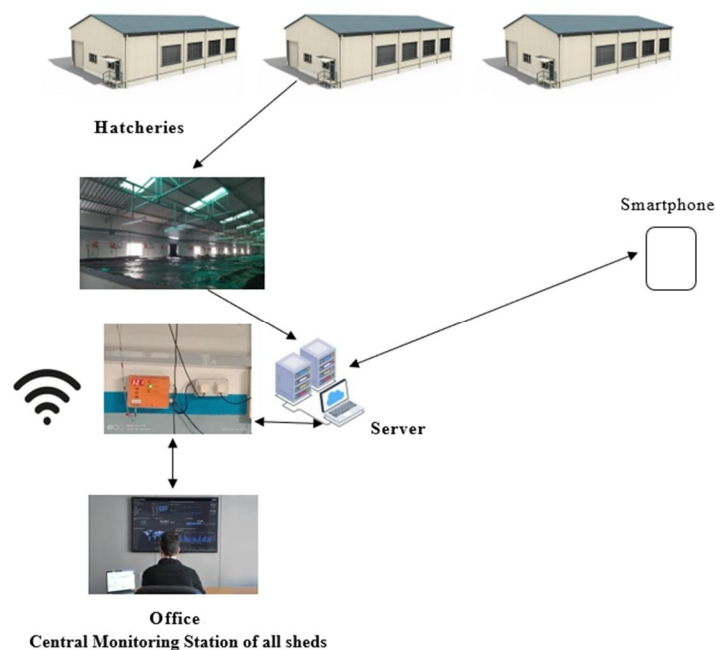 Hatcheries
Smartphone
Server
Office
Central Monitoring Station of all sheds